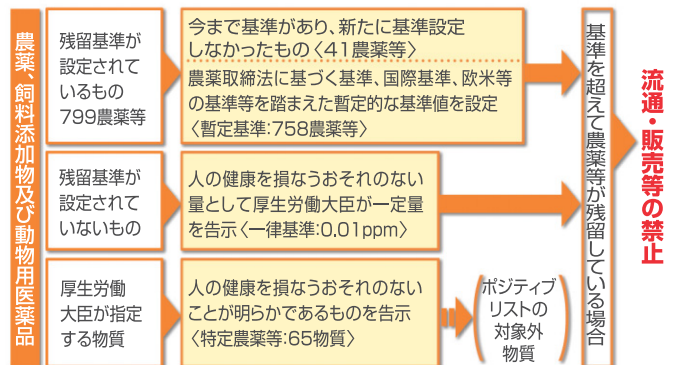 農薬、飼料添加物及び動物用医薬品
残留基準が
設定されて
いるもの
799農薬等
今まで基準があり、新たに基準設定
しなかったもの〈41農薬等〉
農薬取締法に基づく基準、国際基準、欧米等
の基準等を踏まえた暫定的な基準値を設定
〈暫定基準:758農薬等〉
残留基準が
設定されて
いないもの
人の健康を損なうおそれのない
量として厚生労働大臣が一定量
を告示〈一律基準:0.01ppm〉
厚生労働
大臣が指定
する物質
人の健康を損なうおそれのない
ことが明らかであるものを告示
〈特定農薬等:65物質〉
ポジティブ
リストの
対象外
物質
基準を超えて農薬等が残留している場合
流通・販売等の禁止